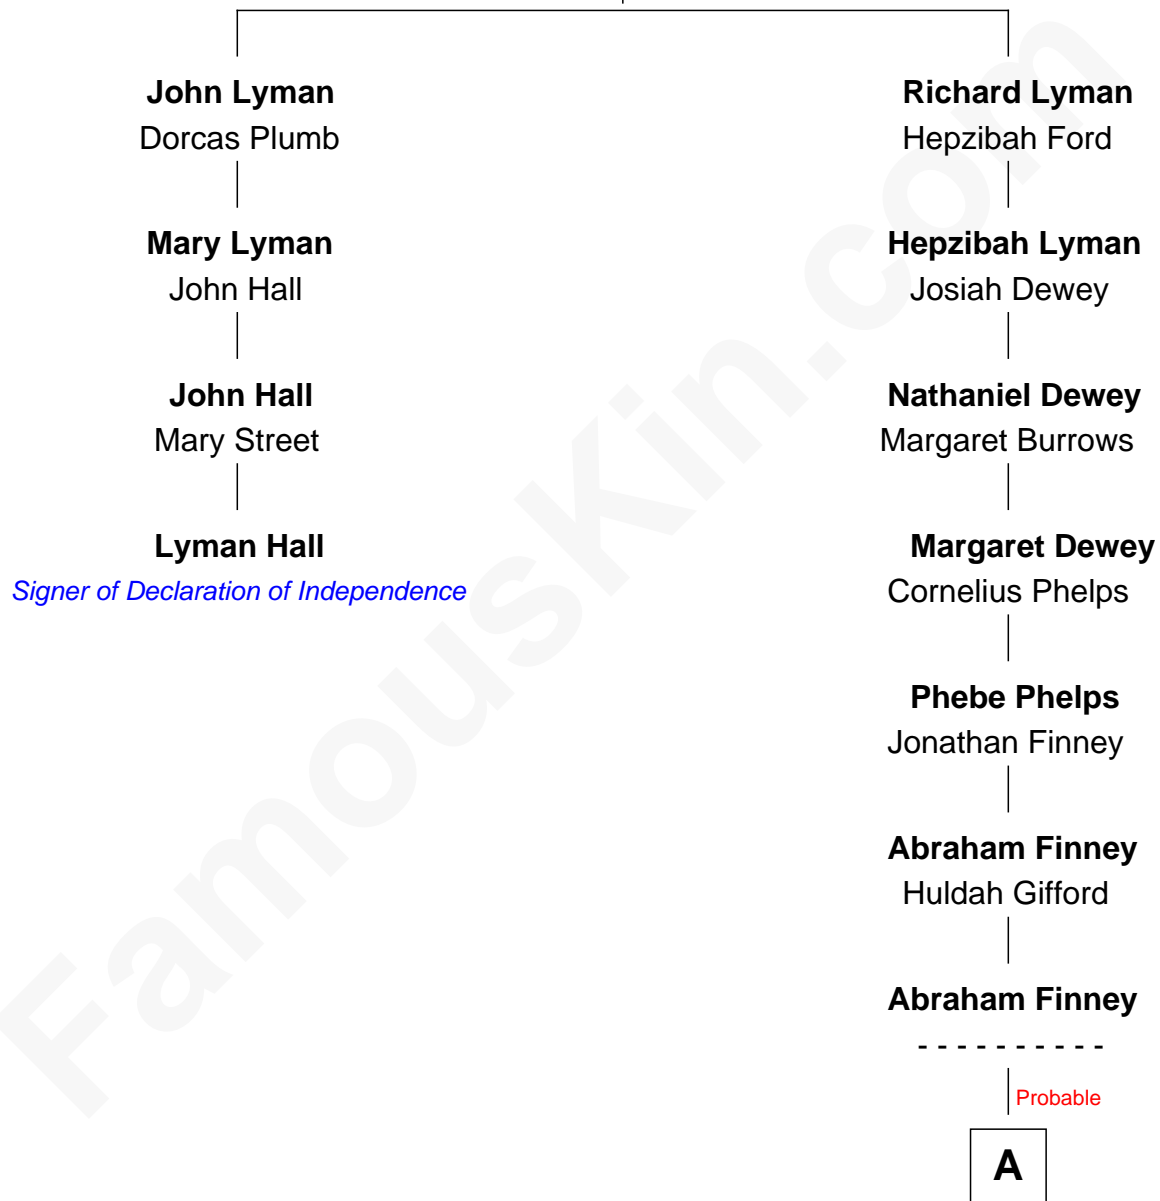 John Lyman
Dorcas Plumb
Mary Lyman
John Hall
John Hall
Mary Street
Lyman Hall
Signer of Declaration of Independence
Richard Lyman
Hepzibah Ford
Hepzibah Lyman
Josiah Dewey
Nathaniel Dewey
Margaret Burrows
Margaret Dewey
Cornelius Phelps
Phebe Phelps
Jonathan Finney
Abraham Finney
Huldah Gifford
Abraham Finney
- - - - - - - - - -
Probable
A
FamousKin.com